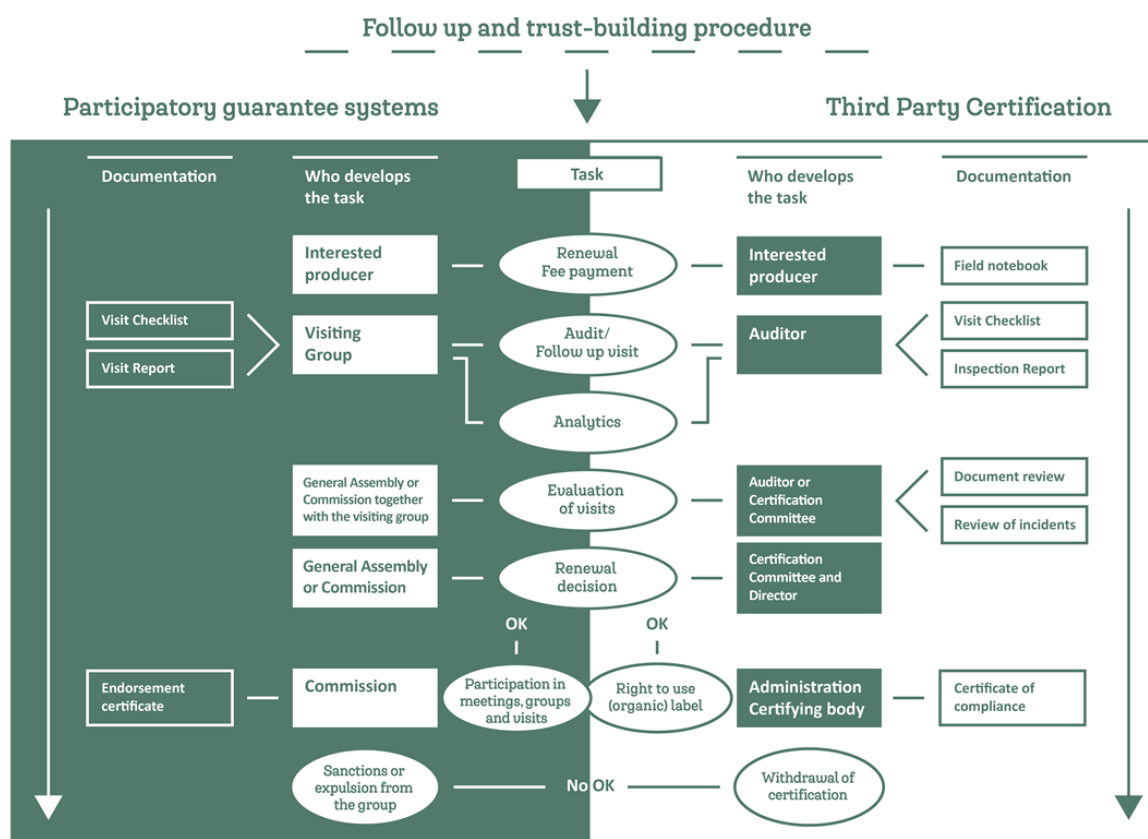 Follow up and trust-building procedure
Participatory guarantee systems
Third Party Certification
Documentation
Who develops
the task
Task
Who develops
the task
Documentation
Interested
producer
Renewal
Fee payment
Interested
producer
Field notebook
Visit Checklist
Visit Report
Visiting
Group
Audit/
Follow up visit
Auditor
Visit Checklist
Inspection Report
Analytics
General Assembly or
Commission together
with the visiting group
Evaluation
of visits
Auditor or
Certification
Committee
Document review
Review of incidents
General Assembly
or Commission
Renewal
decision
Certification
Committee and
Director
OK
OK
Endorsement
certificate
Commission
Participation in
meetings, groups
and visits
Right to use
(organic) label
Administration
Certifying body
Certificate of
compliance
Sanctions or
expulsion from
the group
No OK
Withdrawal of
certification